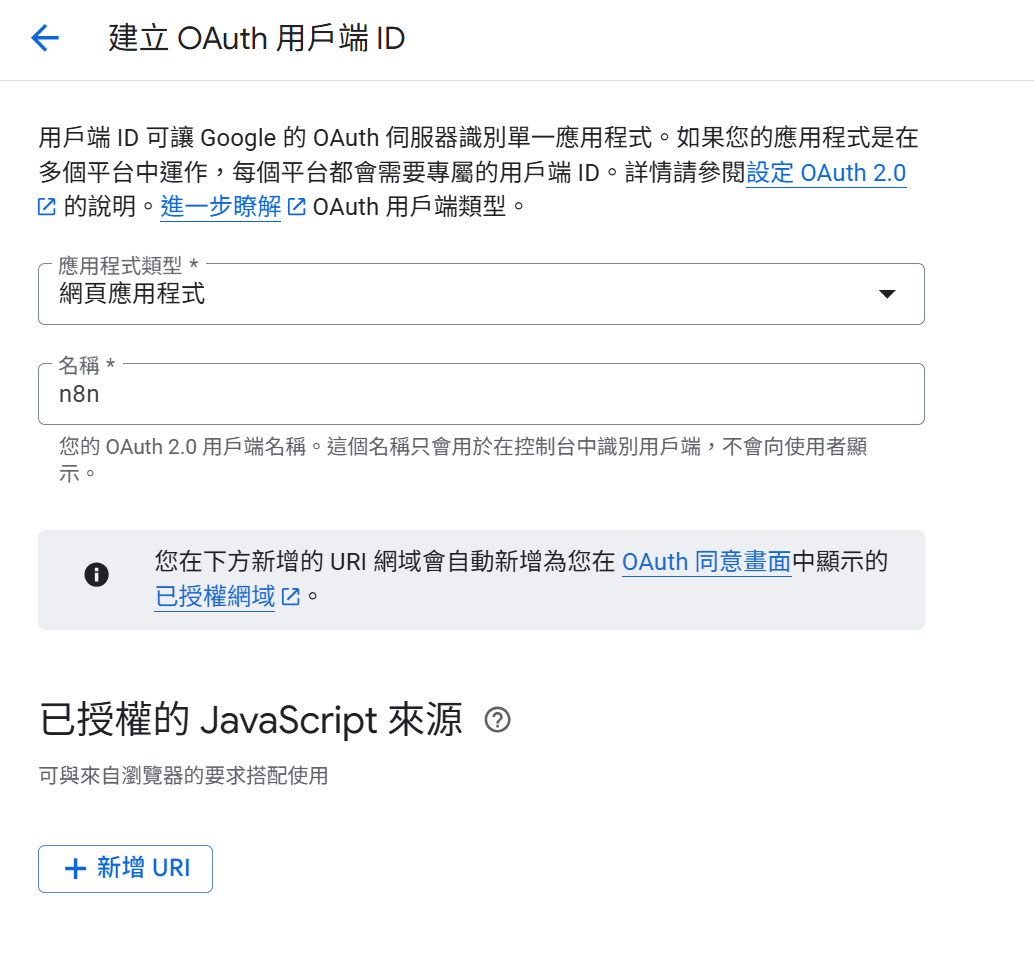 建立 OAuth 用戶端 ID
用戶端 ID 可讓 Google 的 OAuth 伺服器識別單一應用程式。如果您的應用程式是在
多個平台中運作，每個平台都會需要專屬的用戶端 ID。詳情請參閱設定 OAuth 2.0
的說明。進一步瞭解 OAuth 用戶端類型。
應用程式類型 *
網頁應用程式
名稱 *
n8n
您的 OAuth 2.0 用戶端名稱。這個名稱只會用於在控制台中識別用戶端，不會向使用者顯
示。
您在下方新增的 URI 網域會自動新增為您在 OAuth 同意畫面中顯示的
已授權網域。
已授權的 JavaScript 來源
可與來自瀏覽器的要求搭配使用
新增 URI